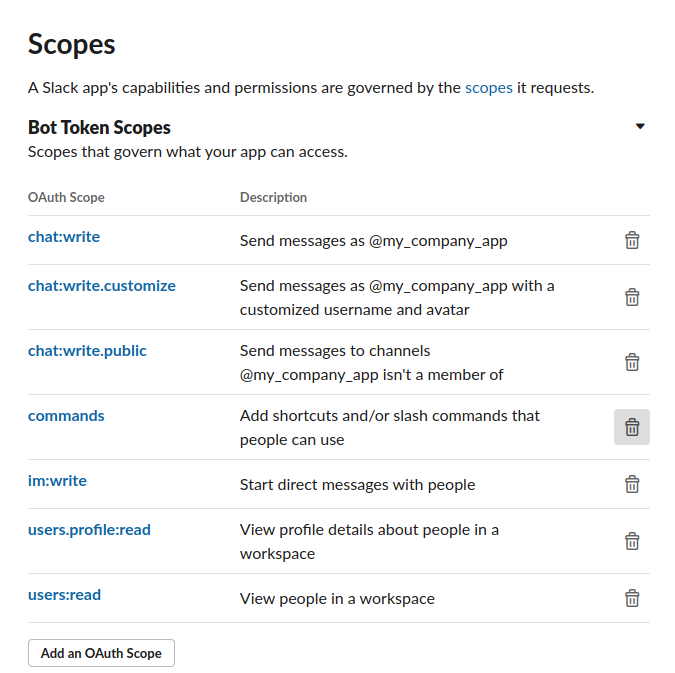 Scopes
A Slack app's capabilities and permissions are governed by the scopes it requests.
Bot Token Scopes
Scopes that govern what your app can access.
OAuth Scope Description
chat:write Send messages as @my_company_app
chat:write.customize Send messages as @my_company_app with a
customized username and avatar
chat:write.public Send messages to channels
@my_company_app isn't a member of
commands Add shortcuts and/or slash commands that
people can use
im:write Start direct messages with people
users.profile:read View profile details about people in a
workspace
users:read View people in a workspace
Add an OAuth Scope